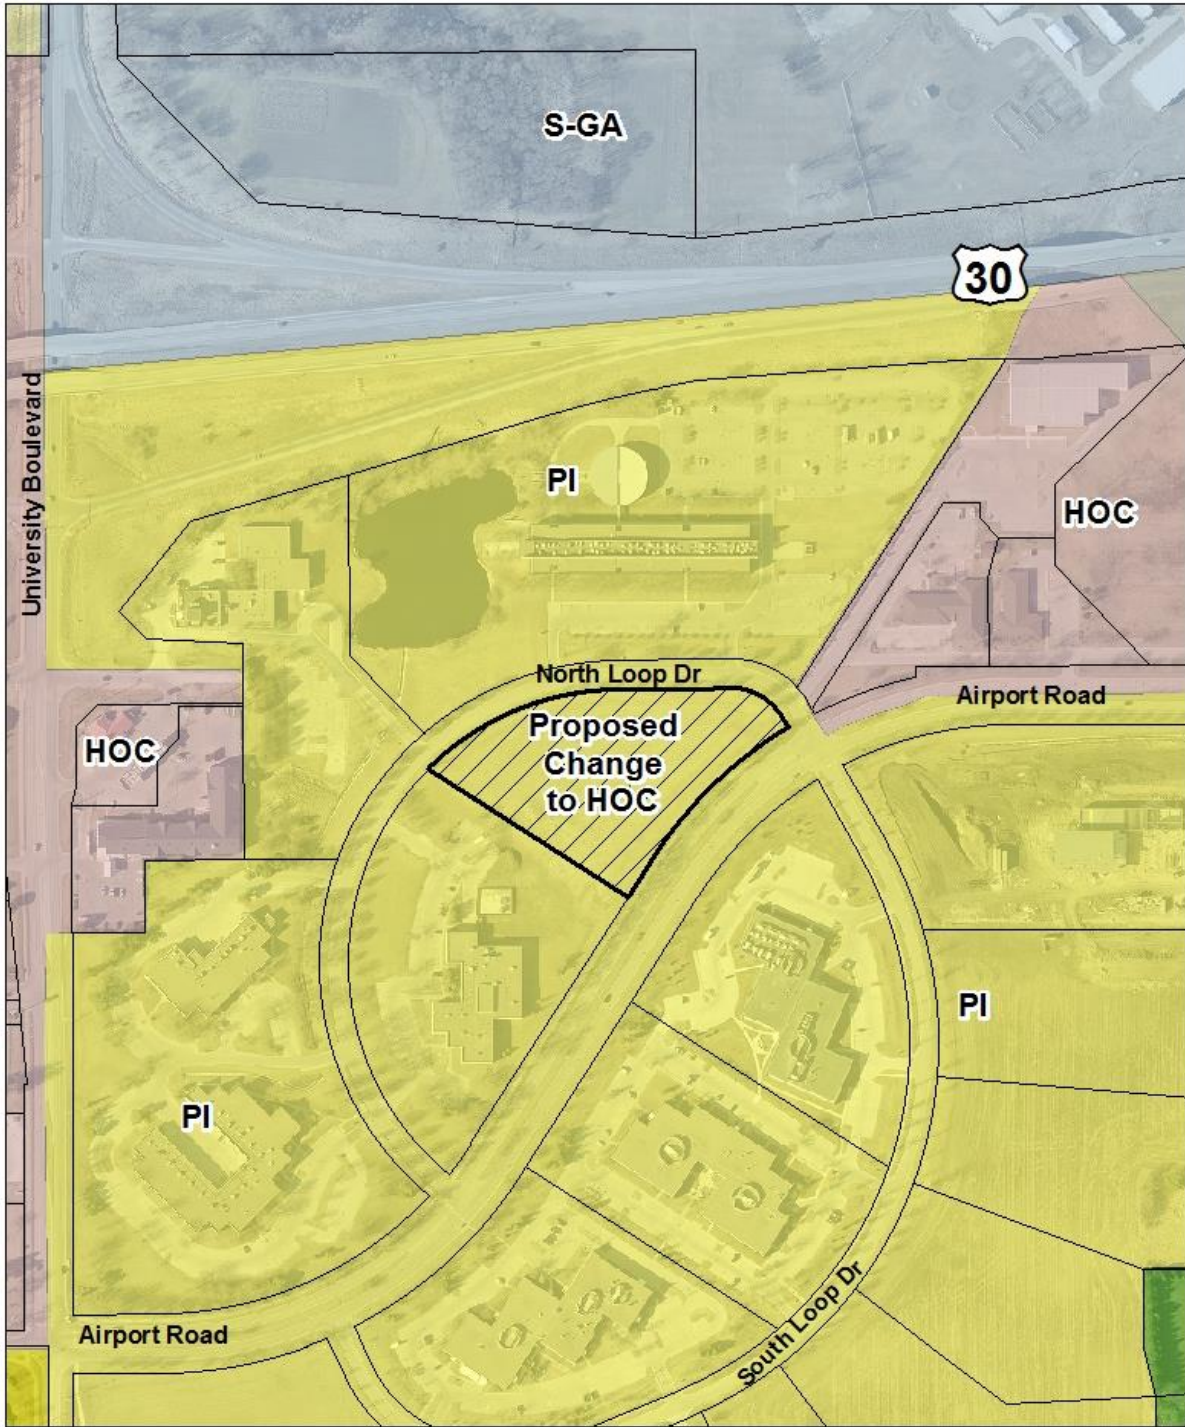 S-GA
30
University Boulevard
PI
HOC
North Loop Dr
Airport Road
Proposed
Change
to HOC
HOC
PI
PI
Airport Road
South Loop Dr